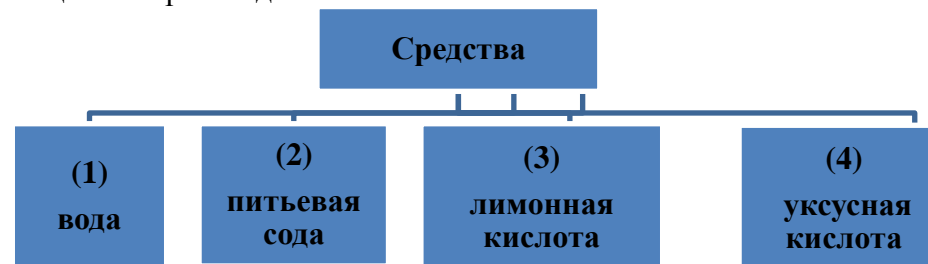 Средства
(1)
вода
(2)
питьевая
сода
(3)
лимонная
кислота
(4)
уксусная
кислота